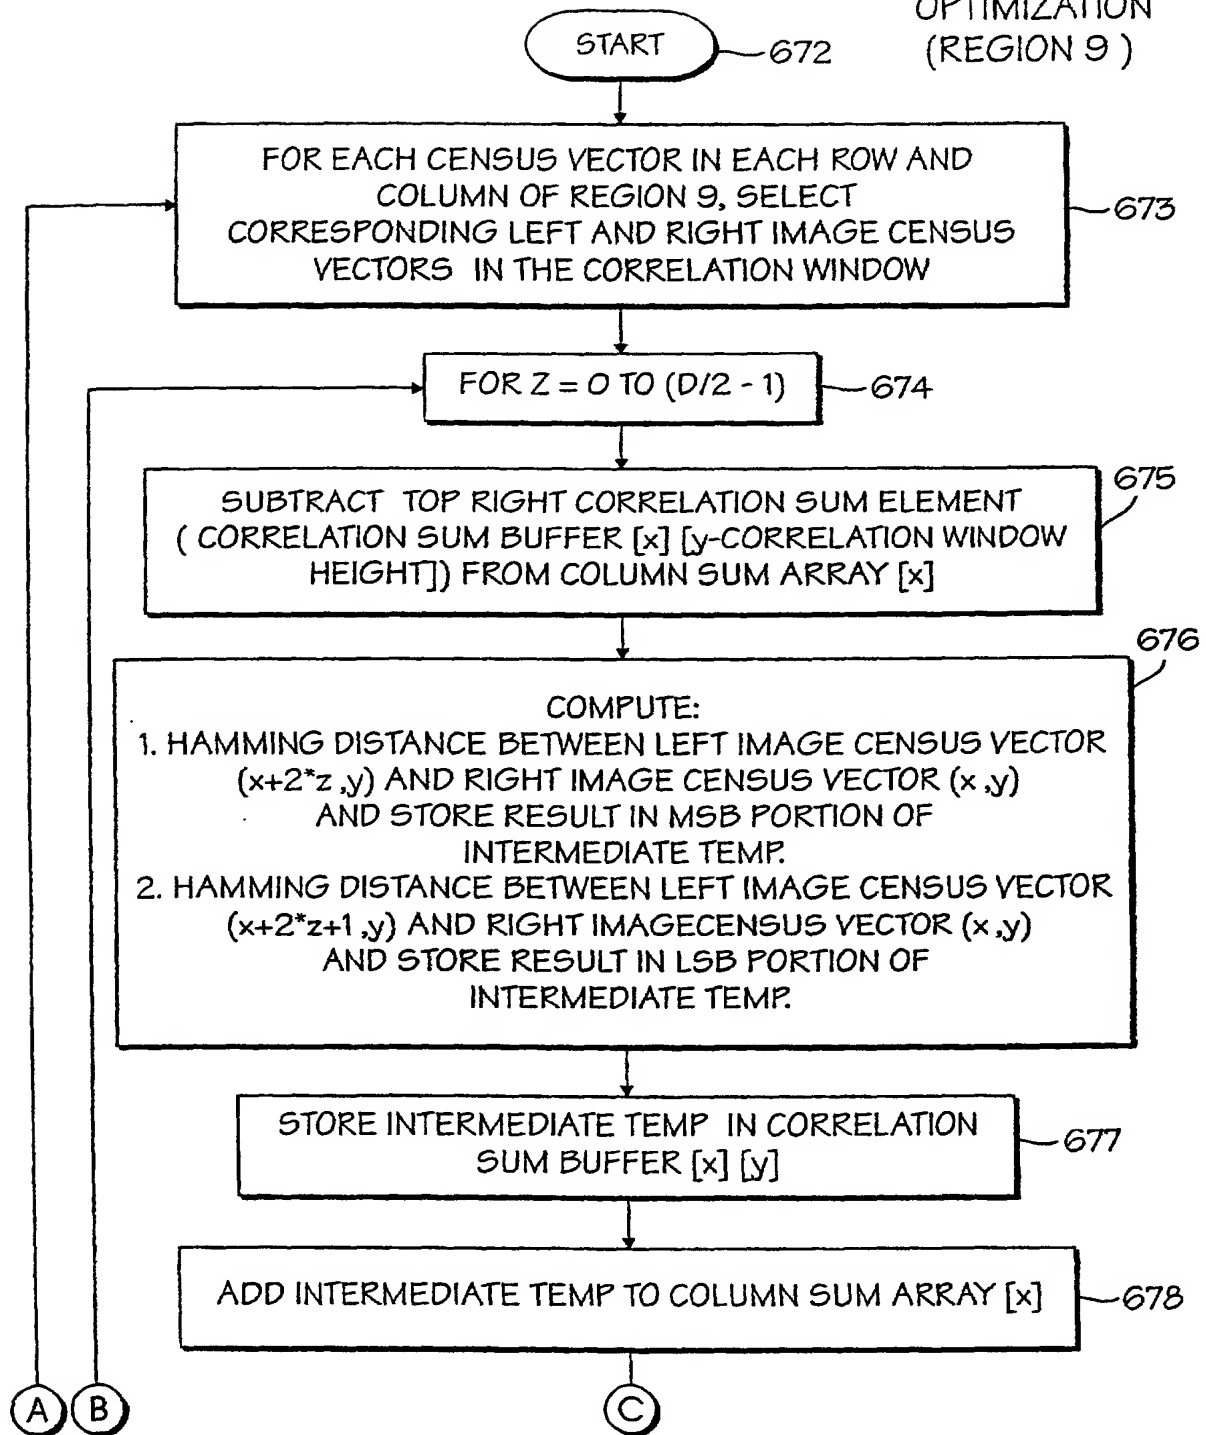 OPTIMIZATION
(REGION 9 )
START
672
FOR EACH CENSUS VECTOR IN EACH ROW AND
COLUMN OF REGION 9, SELECT
CORRESPONDING LEFT AND RIGHT IMAGE CENSUS
VECTORS IN THE CORRELATION WINDOW
673
FOR Z = 0 TO (D/2 - 1)
674
SUBTRACT TOP RIGHT CORRELATION SUM ELEMENT
( CORRELATION SUM BUFFER [x] [y-CORRELATION WINDOW
HEIGHT]) FROM COLUMN SUM ARRAY [x]
675
COMPUTE:
1. HAMMING DISTANCE BETWEEN LEFT IMAGE CENSUS VECTOR
(x+2*z ,y) AND RIGHT IMAGE CENSUS VECTOR (x ,y)
AND STORE RESULT IN MSB PORTION OF
INTERMEDIATE TEMP.
2. HAMMING DISTANCE BETWEEN LEFT IMAGE CENSUS VECTOR
(x+2*z+1 ,y) AND RIGHT IMAGECENSUS VECTOR (x ,y)
AND STORE RESULT IN LSB PORTION OF
INTERMEDIATE TEMP.
676
STORE INTERMEDIATE TEMP IN CORRELATION
SUM BUFFER [x] [y]
677
ADD INTERMEDIATE TEMP TO COLUMN SUM ARRAY [x]
678
A B C